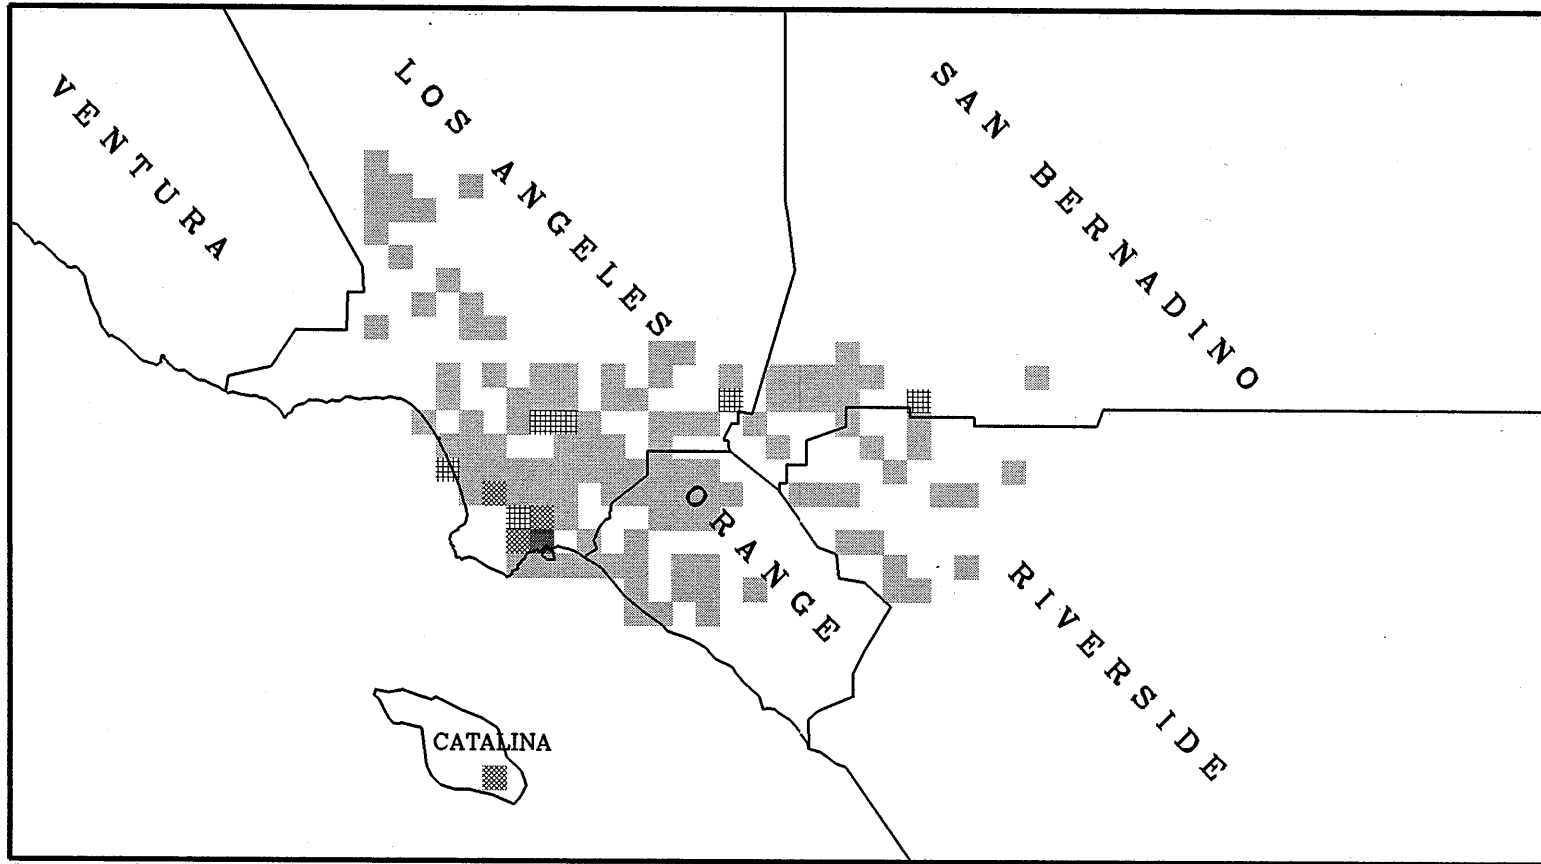 VENTURA
LOS ANGELES
SAN BERNADINO
ORANGE
RIVERSIDE
CATALINA